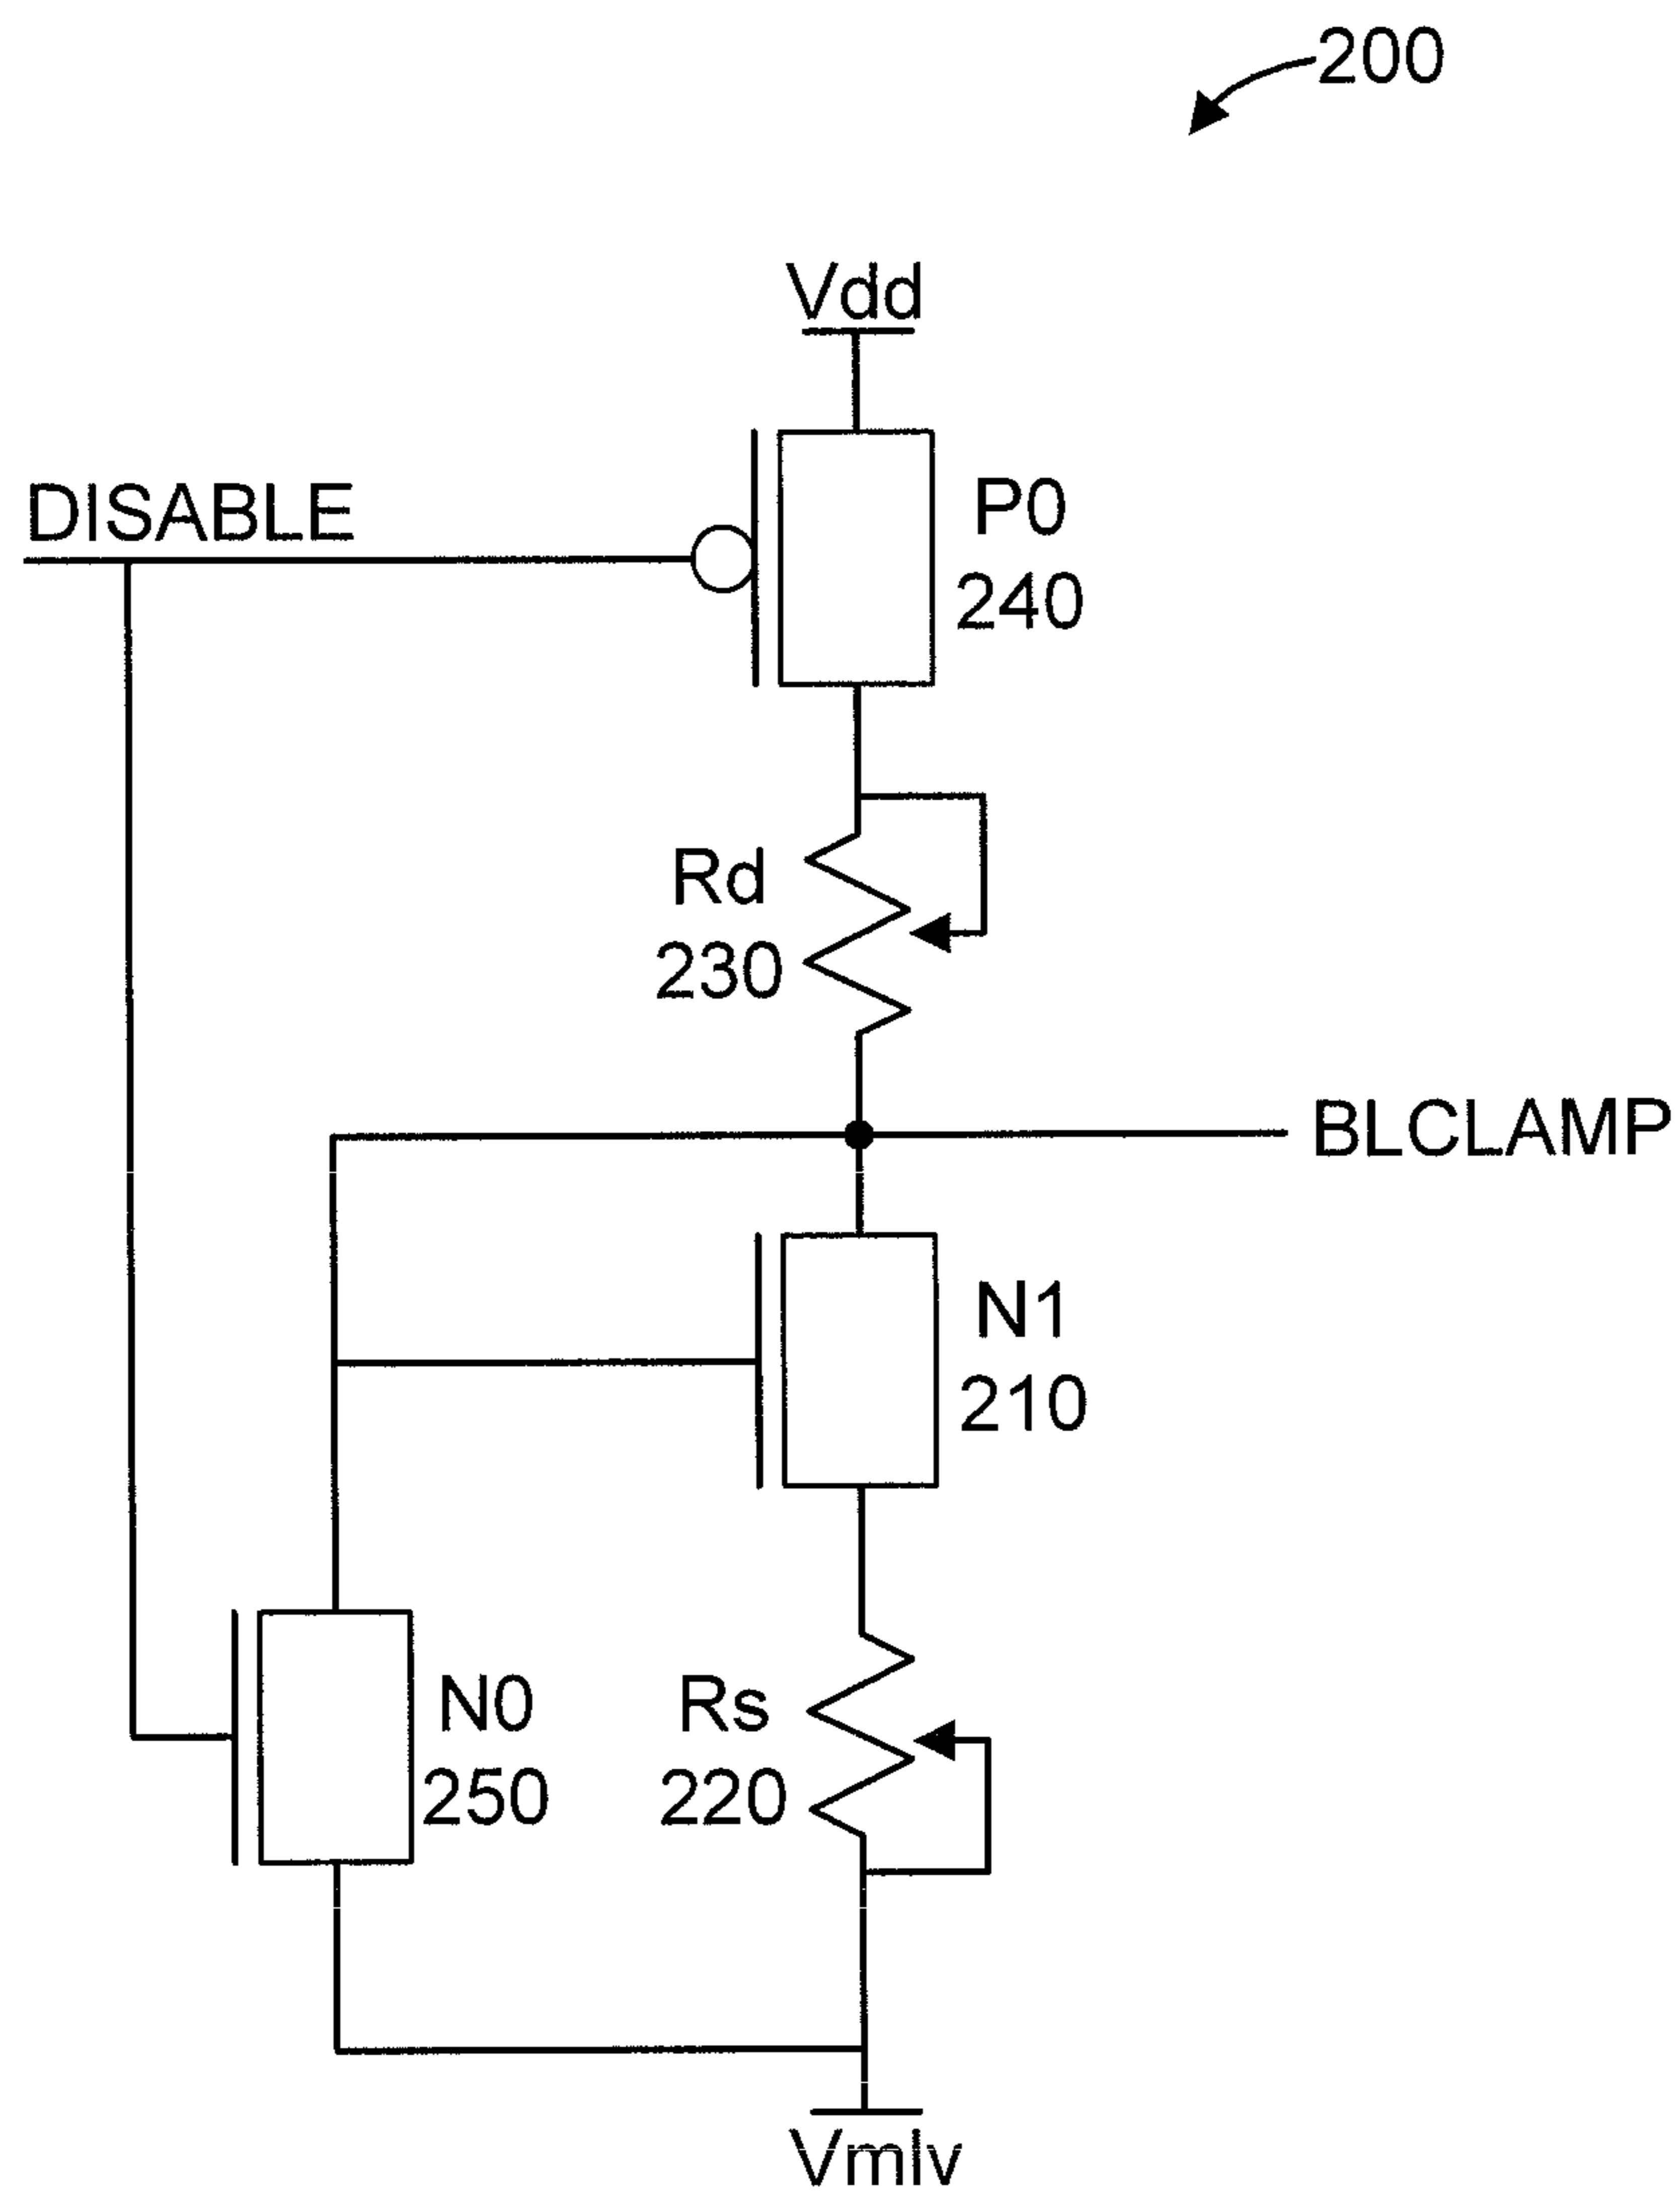 200
Vdd
DISABLE
P0
240
Rd
230
BLCLAMP
N1
210
N0
250
Rs
220
Vmlv